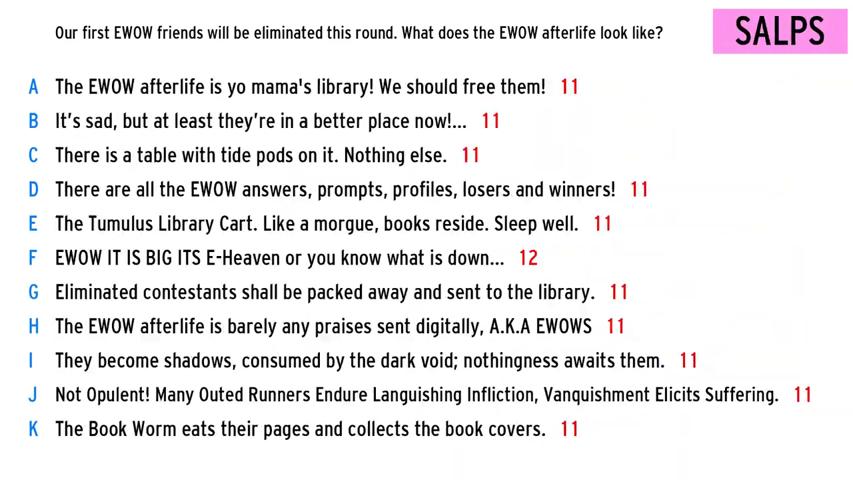 Our first EWOW friends will be eliminated this round. What does the EWOW afterlife look like?
SALPS
A The EWOW afterlife is yo mama's library! We should free them! 11
B It’s sad, but at least they’re in a better place now!... 11
C There is a table with tide pods on it. Nothing else. 11
D There are all the EWOW answers, prompts, profiles, losers and winners! 11
E The Tumulus Library Cart. Like a morgue, books reside. Sleep well. 11
F EWOW IT IS BIG ITS E-Heaven or you know what is down... 12
G Eliminated contestants shall be packed away and sent to the library. 11
H The EWOW afterlife is barely any praises sent digitally, A.K.A EWOWS 11
I They become shadows, consumed by the dark void; nothingness awaits them. 11
J Not Opulent! Many Outed Runners Endure Languishing Infliction, Vanquishment Elicits Suffering. 11
K The Book Worm eats their pages and collects the book covers. 11